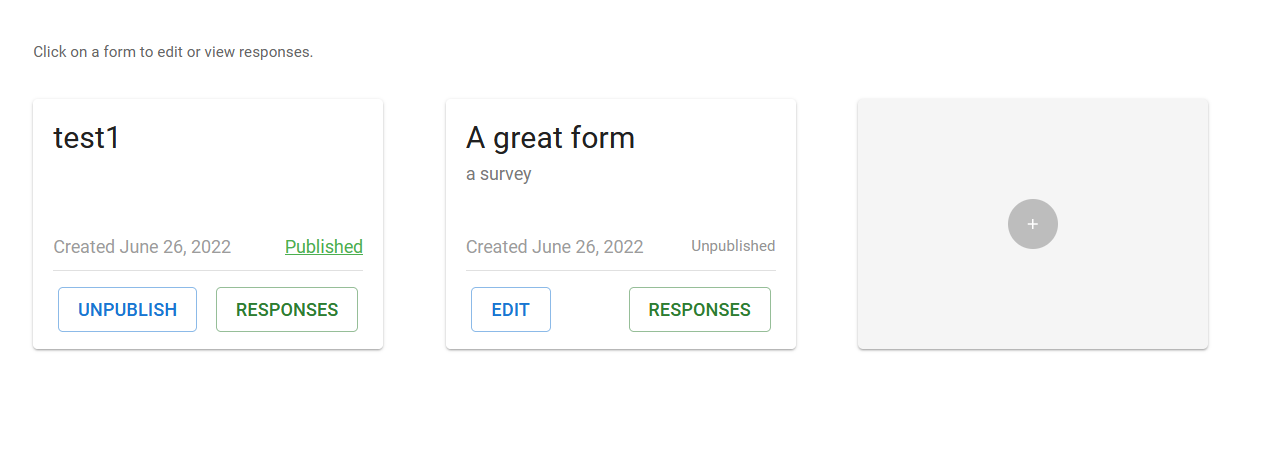 Click on a form to edit or view responses.
test1
Created June 26, 2022 Published
UNPUBLISH RESPONSES
A great form
a survey
Created June 26, 2022 Unpublished
EDIT RESPONSES
+